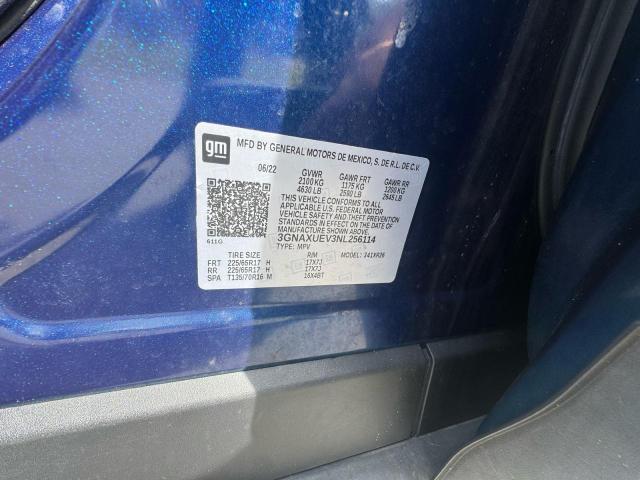 gm
MFD BY GENERAL MOTORS DE MEXICO, S. DE R.L. DE C.V.
06/22 GVWR GAWR FRT GAWR RR
2100 KG 1175 KG 1200 KG
4630 LB 2590 LB 2645 LB
THIS VEHICLE CONFORMS TO ALL
APPLICABLE U.S. FEDERAL MOTOR
VEHICLE SAFETY AND THEFT PREVENTION
STANDARDS IN EFFECT ON THE DATE OF
MANUFACTURE SHOWN ABOVE.
611G 3GNAXUEV3NL256114
TYPE: MPV MODEL: 741XR26
TIRE SIZE RIM
FRT 225/65R17 H 17X7J
RR 225/65R17 H 17X7J
SPA T135/70R16 M 16X4BT